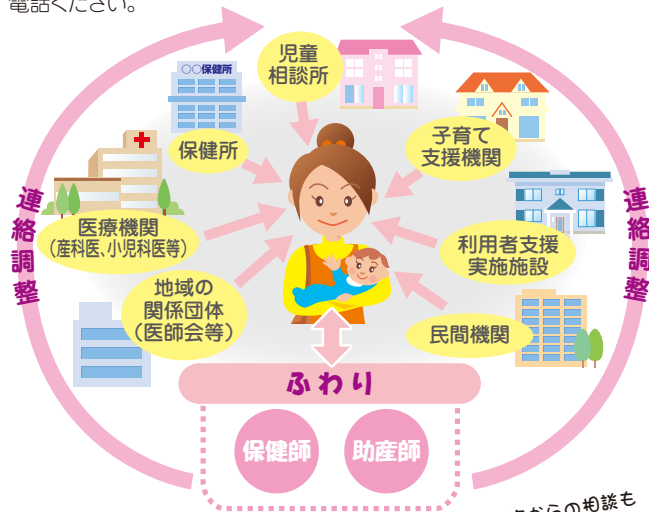 電話ください。
児童
相談所
○○保健所
保健所
子育て
支援機関
医療機関
(産科医、小児科医等)
利用者支援
実施施設
地域の
関係団体
(医師会等)
民間機関
連絡調整
連絡調整
ふわり
保健師
助産師
からの相談も